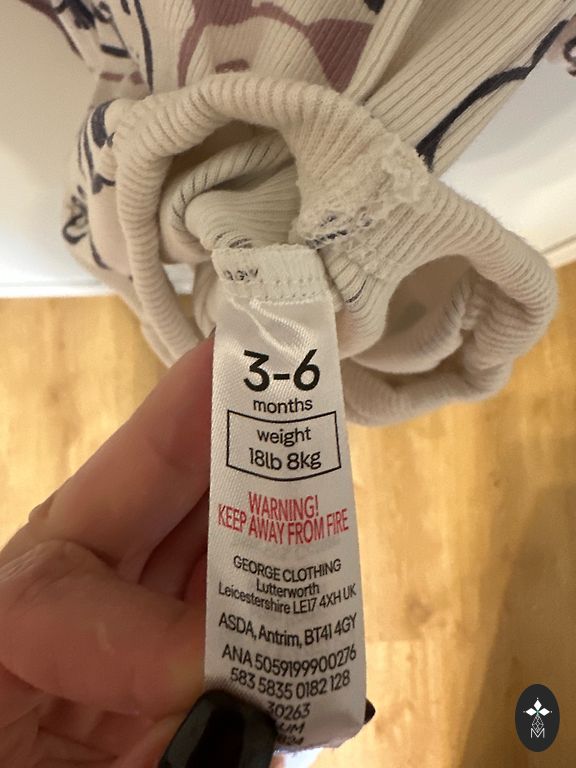 3-6
months
weight
18lb 8kg
WARNING!
KEEP AWAY FROM FIRE
GEORGE CLOTHING
Lutterworth
Leicestershire LE17 4XH UK
ASDA, Antrim, BT41 4GY
ANA 5059199900276
583 5835 0182 128
30263